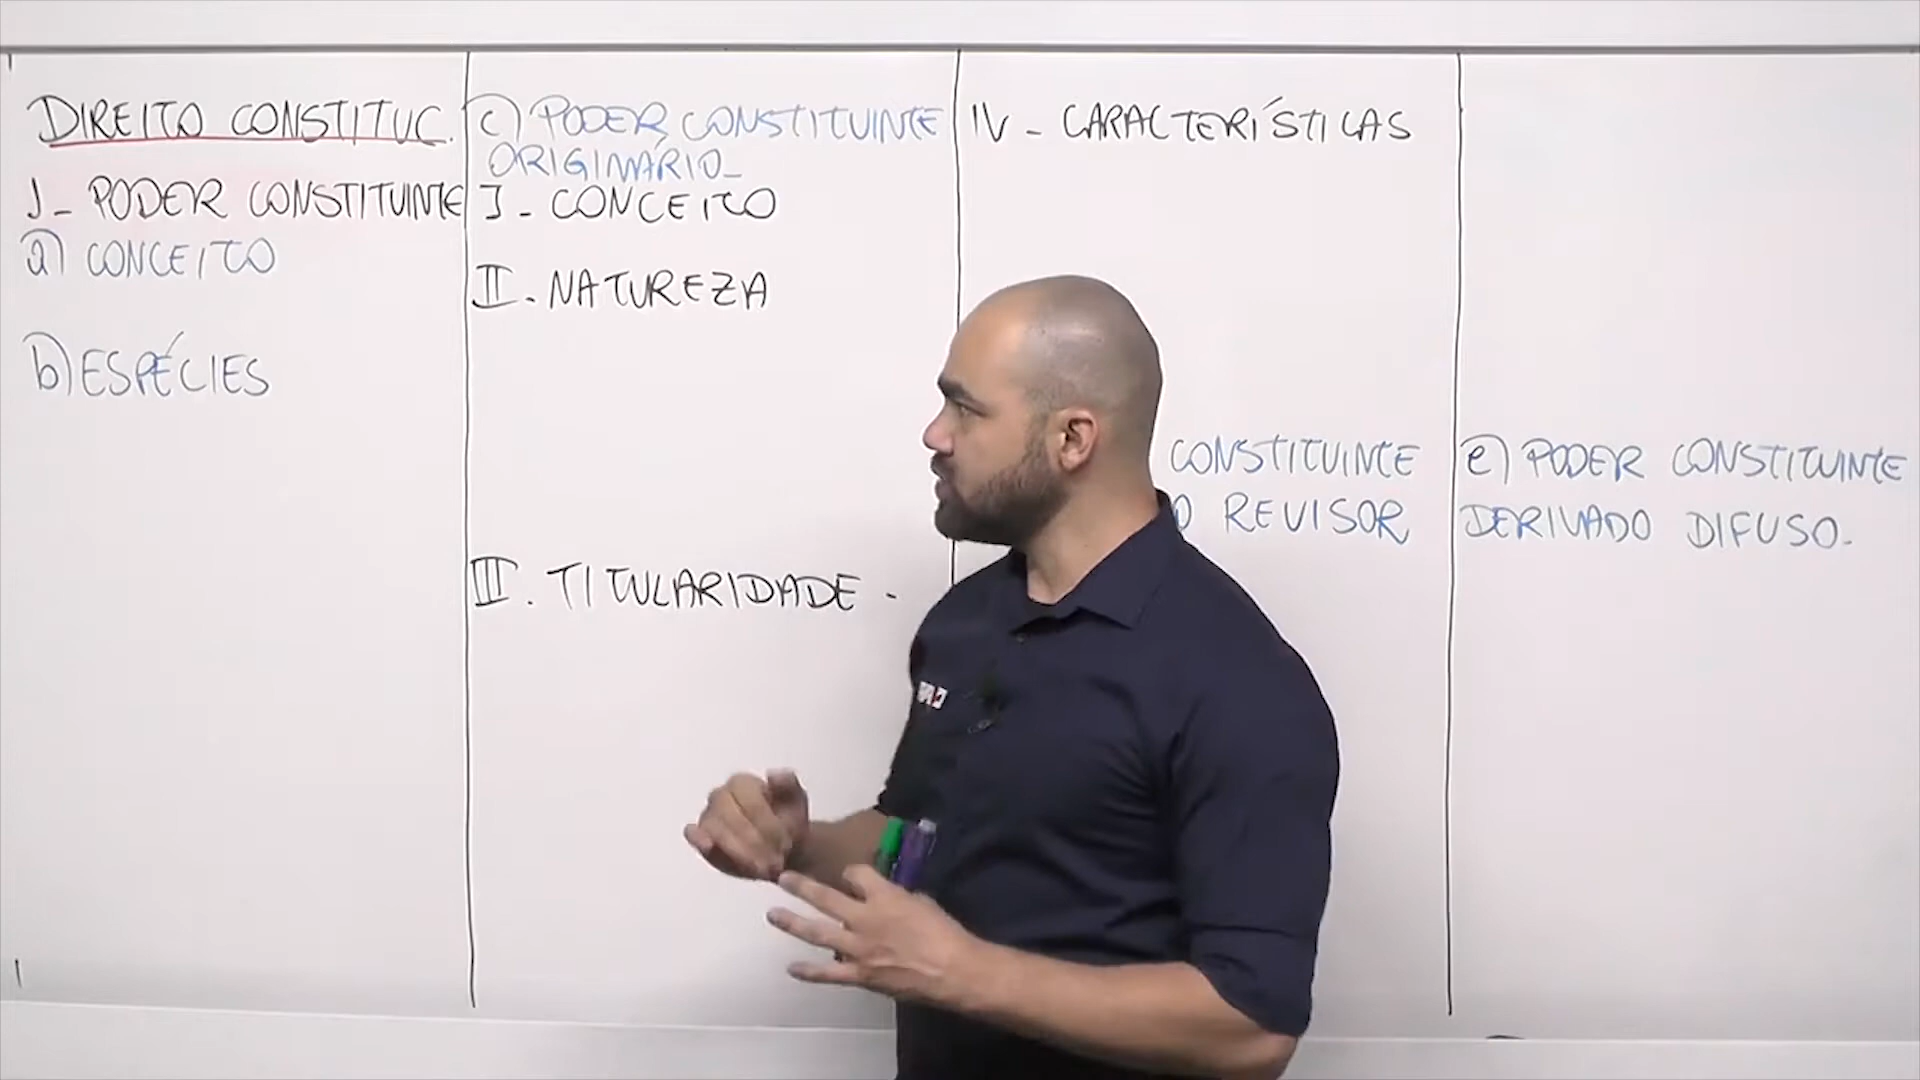 DIREITO CONSTITUC.
I - PODER CONSTITUINTE
a) CONCEITO
b) ESPÉCIES
c) PODER CONSTITUINTE
ORIGINÁRIO -
I - CONCEITO
II. NATUREZA
III. TITULARIDADE -
IV - CARACTERÍSTICAS
CONSTITUINTE
O REVISOR
e) PODER CONSTITUINTE
DERIVADO DIFUSO.